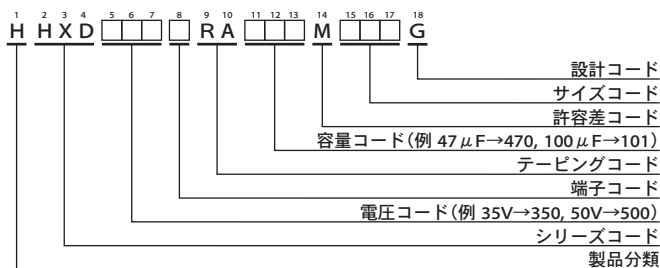 1 2 3 4 5 6 7 8 9 10 11 12 13 14 15 16 17 18
H H X D □□□ □ R A □□□ M □□□ G
設計コード
サイズコード
許容差コード
容量コード(例 47μF→470, 100μF→101)
テーピングコード
端子コード
電圧コード(例 35V→350, 50V→500)
シリーズコード
製品分類